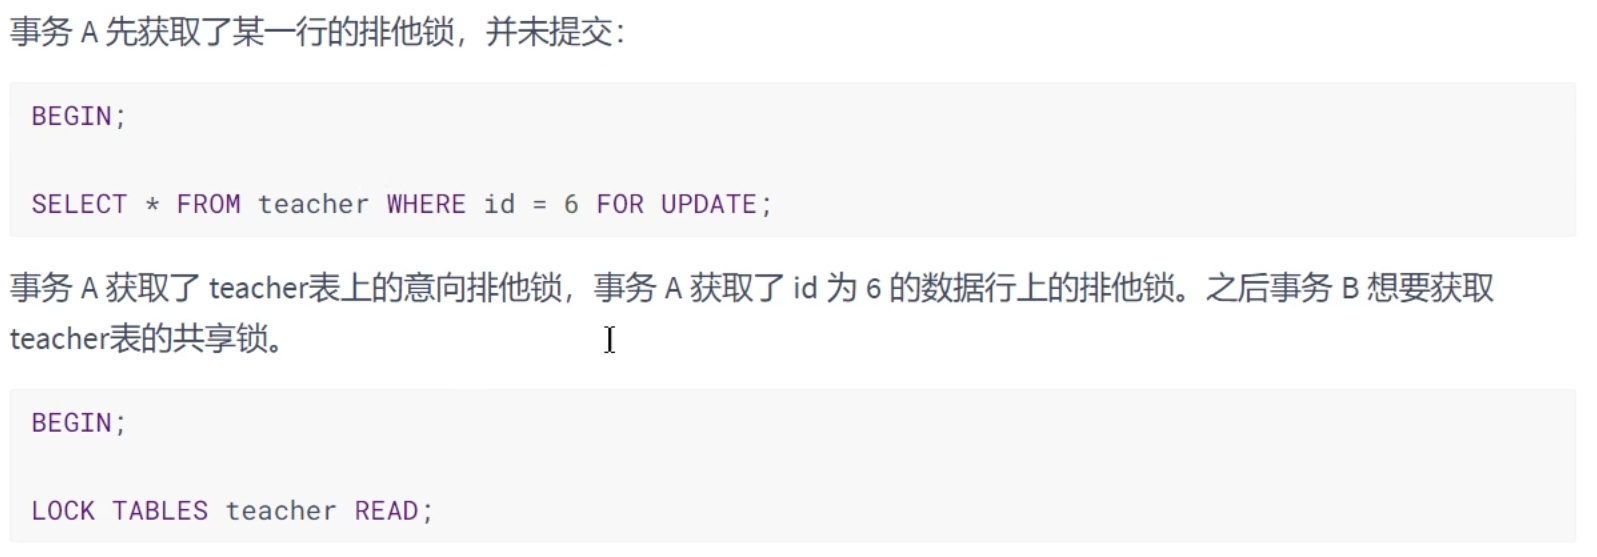 事务 A 先获取了某一行的排他锁，并未提交：
BEGIN;
SELECT * FROM teacher WHERE id = 6 FOR UPDATE;
事务 A 获取了 teacher表上的意向排他锁，事务 A 获取了 id 为 6 的数据行上的排他锁。之后事务 B 想要获取
teacher表的共享锁。
BEGIN;
LOCK TABLES teacher READ;